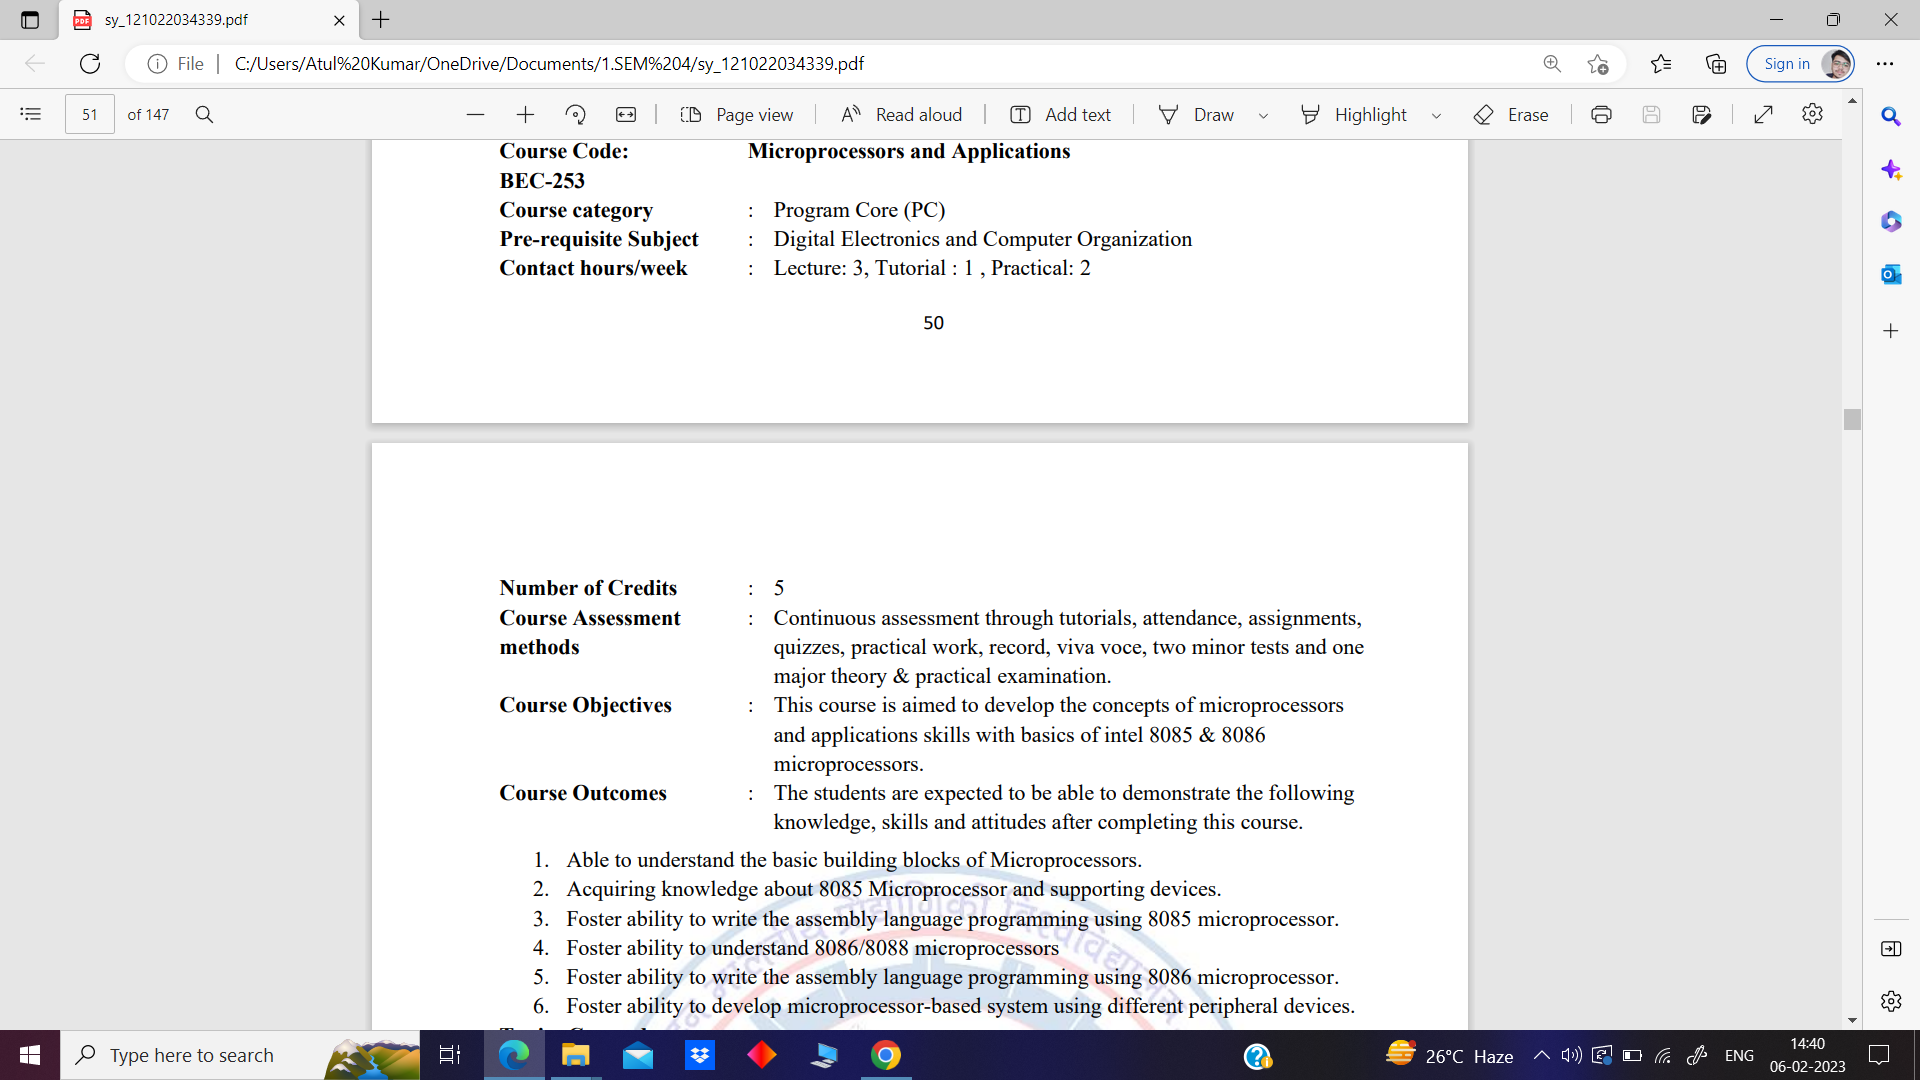 sy_121022034339.pdf
File
C:/Users/Atul%20Kumar/OneDrive/Documents/1.SEM%204/sy_121022034339.pdf
Sign in
51 of 147
Page view
Read aloud
Add text
Draw
Highlight
Erase
Course Code: Microprocessors and Applications
BEC-253
Course category : Program Core (PC)
Pre-requisite Subject : Digital Electronics and Computer Organization
Contact hours/week : Lecture: 3, Tutorial : 1 , Practical: 2
50
Number of Credits : 5
Course Assessment : Continuous assessment through tutorials, attendance, assignments,
methods quizzes, practical work, record, viva voce, two minor tests and one
major theory & practical examination.
Course Objectives : This course is aimed to develop the concepts of microprocessors
and applications skills with basics of intel 8085 & 8086
microprocessors.
Course Outcomes : The students are expected to be able to demonstrate the following
knowledge, skills and attitudes after completing this course.
1. Able to understand the basic building blocks of Microprocessors.
2. Acquiring knowledge about 8085 Microprocessor and supporting devices.
3. Foster ability to write the assembly language programming using 8085 microprocessor.
4. Foster ability to understand 8086/8088 microprocessors
5. Foster ability to write the assembly language programming using 8086 microprocessor.
6. Foster ability to develop microprocessor-based system using different peripheral devices.
Type here to search
26°C Haze
ENG
14:40
06-02-2023